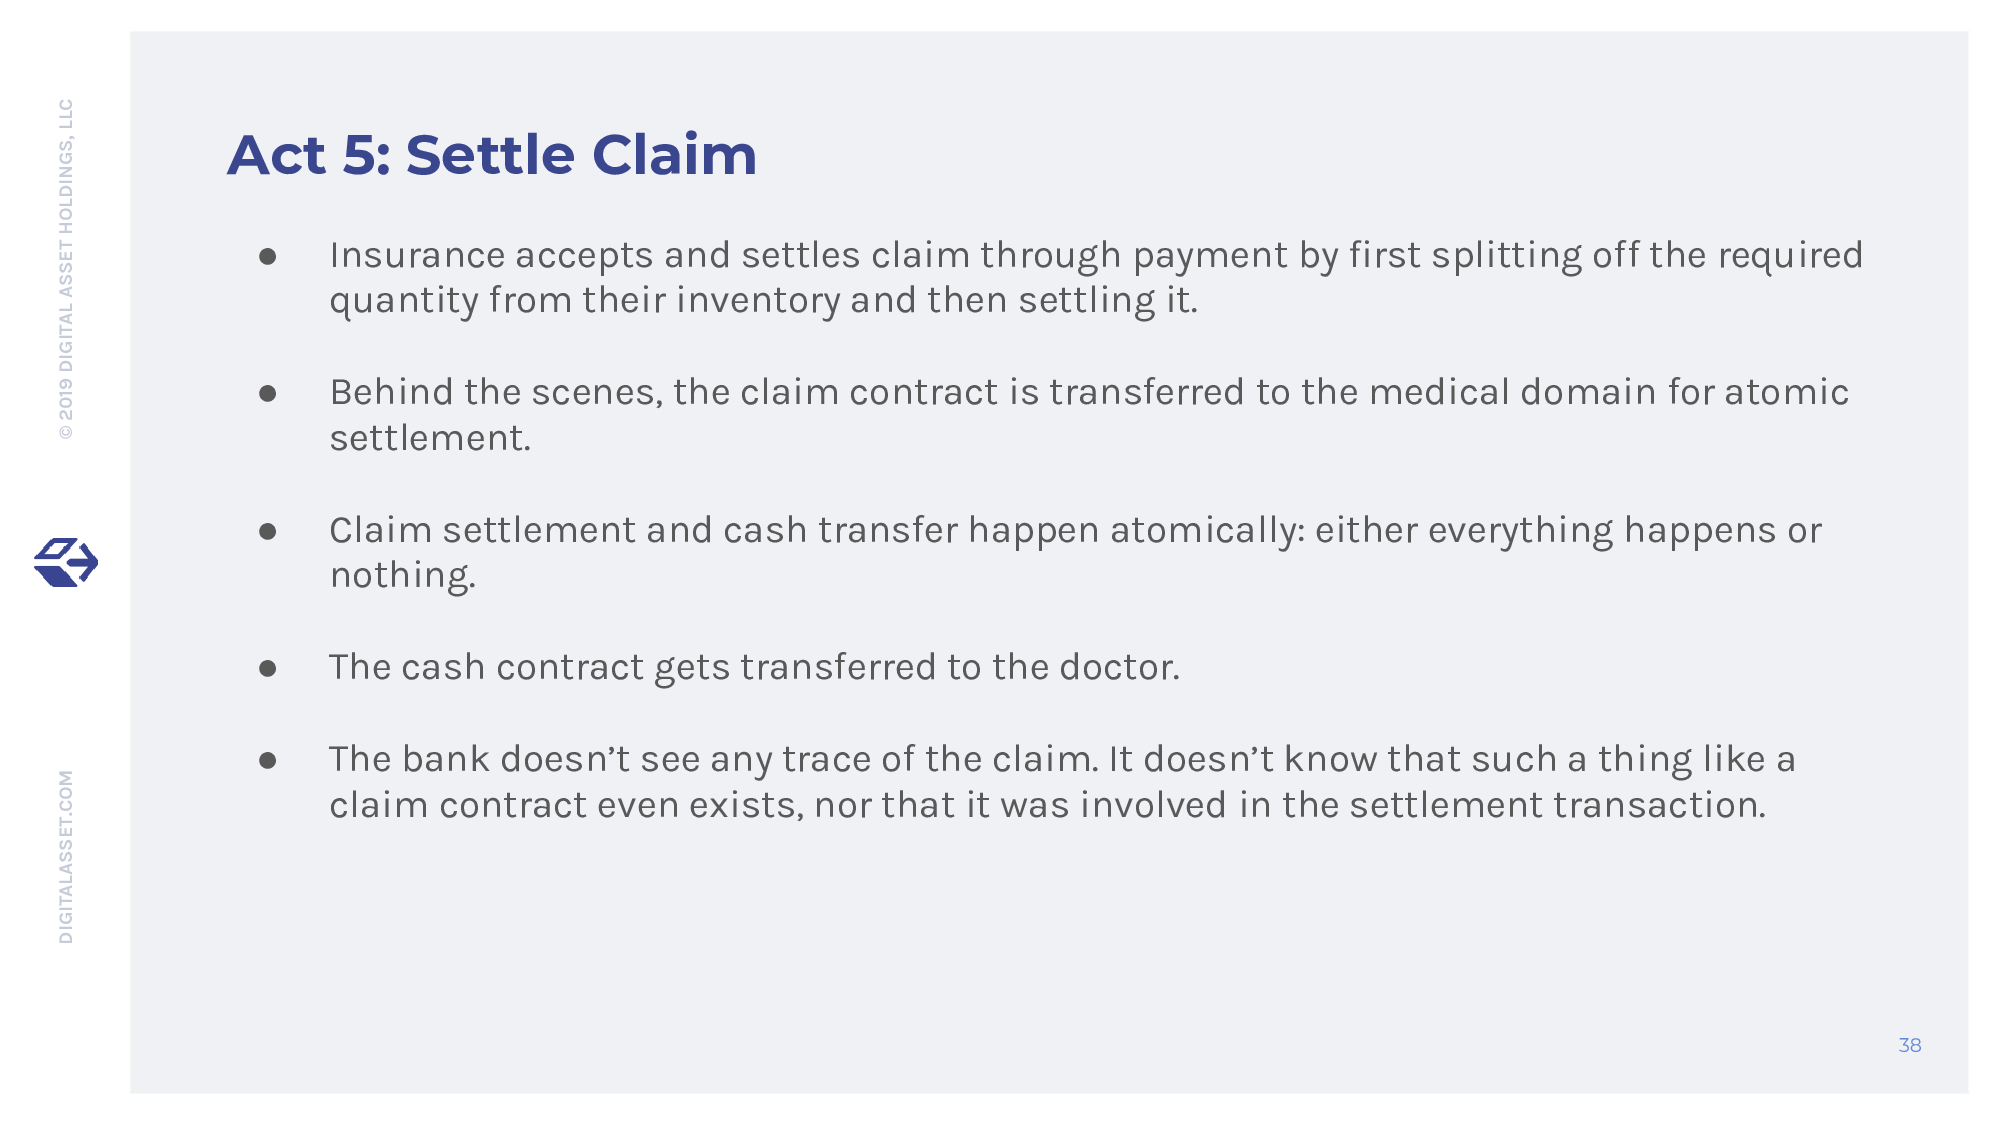 © 2019 DIGITAL ASSET HOLDINGS, LLC
DIGITALASSET.COM
Act 5: Settle Claim
● Insurance accepts and settles claim through payment by first splitting off the required
quantity from their inventory and then settling it.
● Behind the scenes, the claim contract is transferred to the medical domain for atomic
settlement.
● Claim settlement and cash transfer happen atomically: either everything happens or
nothing.
● The cash contract gets transferred to the doctor.
● The bank doesn’t see any trace of the claim. It doesn’t know that such a thing like a
claim contract even exists, nor that it was involved in the settlement transaction.
38